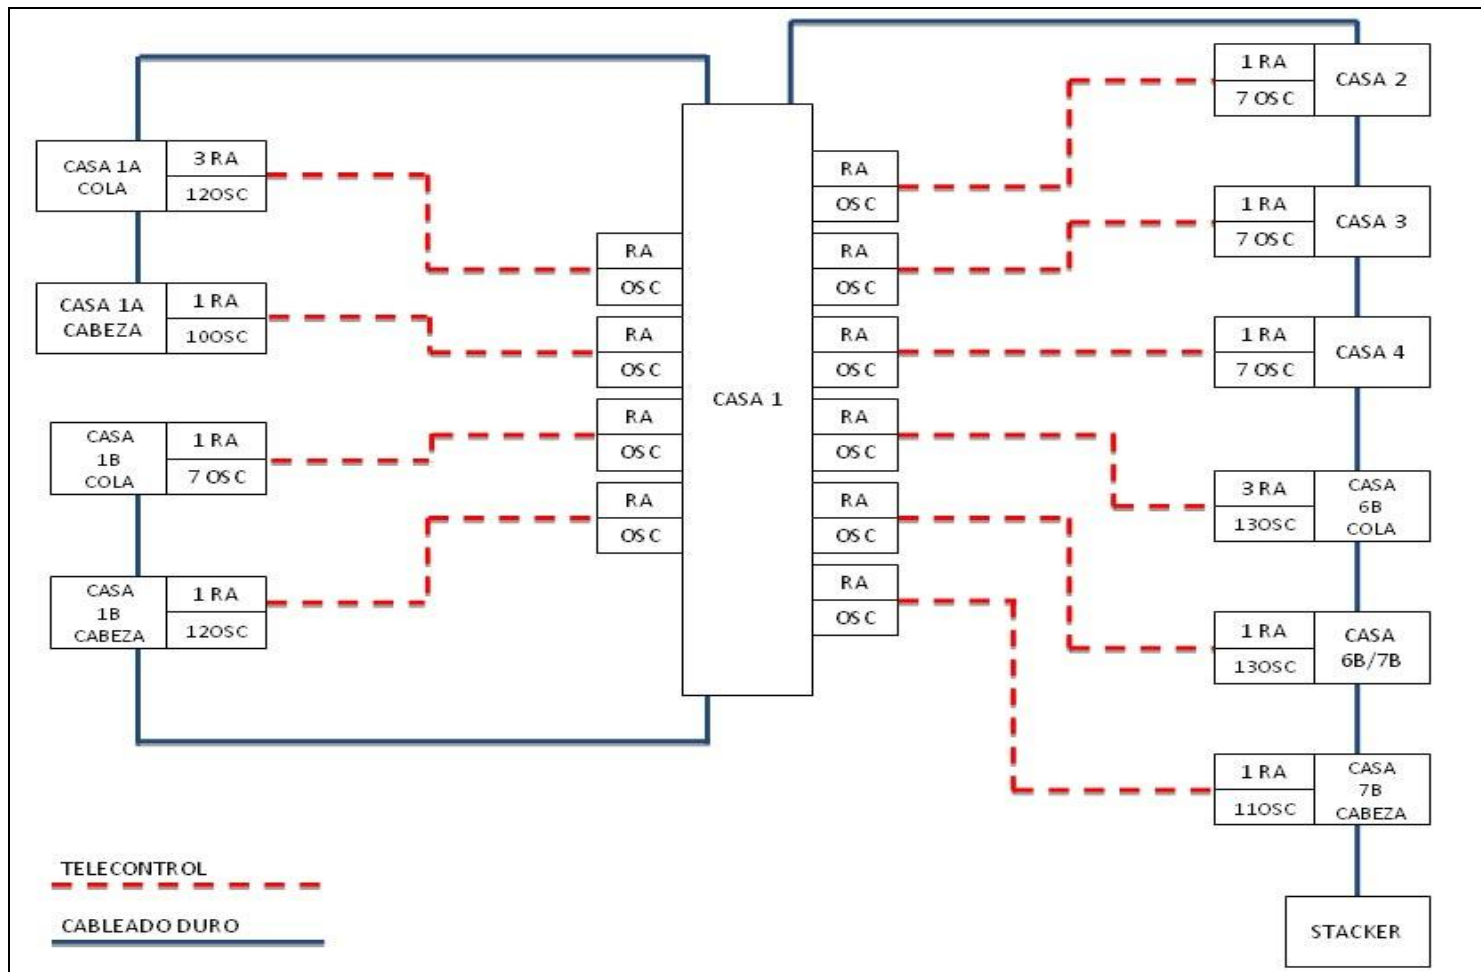 CASA 1A
COLA
3 RA
12OSC
CASA 1A
CABEZA
1 RA
10OSC
CASA
1B
COLA
1 RA
7 OSC
CASA
1B
CABEZA
1 RA
12OSC
RA
OSC
RA
OSC
RA
OSC
RA
OSC
CASA 1
RA
OSC
RA
OSC
RA
OSC
RA
OSC
RA
OSC
RA
OSC
1 RA
7 OSC
CASA 2
1 RA
7 OSC
CASA 3
1 RA
7 OSC
CASA 4
3 RA
13OSC
CASA
6B
COLA
1 RA
13OSC
CASA
6B/7B
1 RA
11OSC
CASA
7B
CABEZA
STACKER
TELECONTROL
CABLEADO DURO